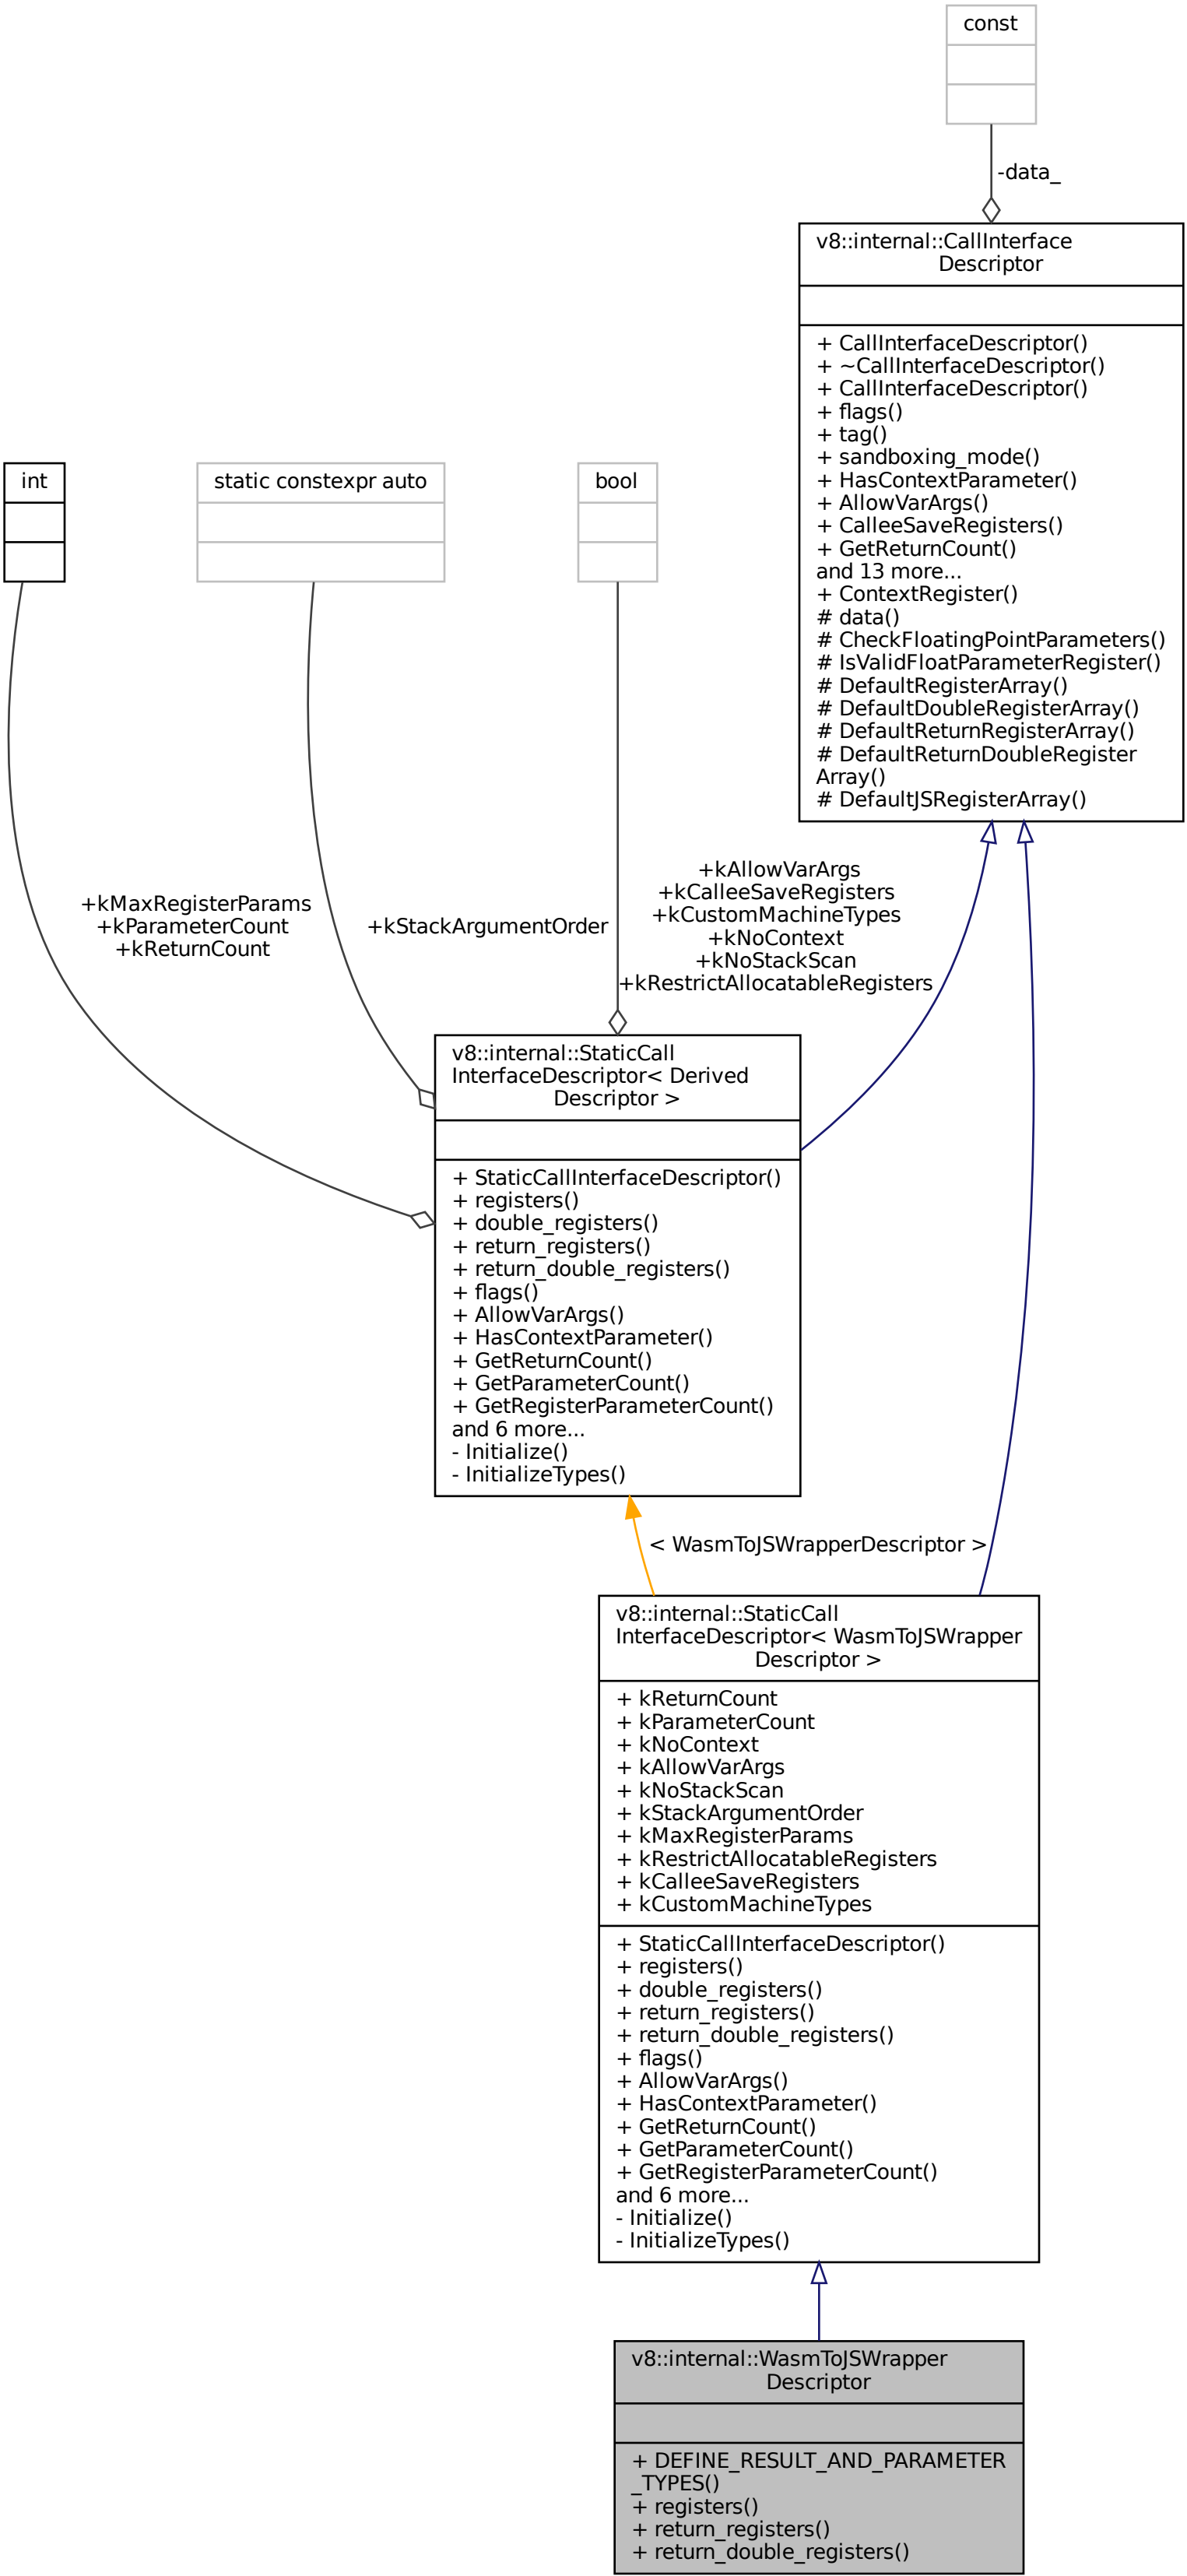 const
-data_
v8::internal::CallInterface
Descriptor
+ CallInterfaceDescriptor()
+ ~CallInterfaceDescriptor()
+ CallInterfaceDescriptor()
+ flags()
+ tag()
+ sandboxing_mode()
+ HasContextParameter()
+ AllowVarArgs()
+ CalleeSaveRegisters()
+ GetReturnCount()
and 13 more...
+ ContextRegister()
# data()
# CheckFloatingPointParameters()
# IsValidFloatParameterRegister()
# DefaultRegisterArray()
# DefaultDoubleRegisterArray()
# DefaultReturnRegisterArray()
# DefaultReturnDoubleRegister
Array()
# DefaultJSRegisterArray()
int
static constexpr auto
bool
+kMaxRegisterParams
+kParameterCount
+kReturnCount
+kStackArgumentOrder
+kAllowVarArgs
+kCalleeSaveRegisters
+kCustomMachineTypes
+kNoContext
+kNoStackScan
+kRestrictAllocatableRegisters
v8::internal::StaticCall
InterfaceDescriptor< Derived
Descriptor >
+ StaticCallInterfaceDescriptor()
+ registers()
+ double_registers()
+ return_registers()
+ return_double_registers()
+ flags()
+ AllowVarArgs()
+ HasContextParameter()
+ GetReturnCount()
+ GetParameterCount()
+ GetRegisterParameterCount()
and 6 more...
- Initialize()
- InitializeTypes()
< WasmToJSWrapperDescriptor >
v8::internal::StaticCall
InterfaceDescriptor< WasmToJSWrapper
Descriptor >
+ kReturnCount
+ kParameterCount
+ kNoContext
+ kAllowVarArgs
+ kNoStackScan
+ kStackArgumentOrder
+ kMaxRegisterParams
+ kRestrictAllocatableRegisters
+ kCalleeSaveRegisters
+ kCustomMachineTypes
+ StaticCallInterfaceDescriptor()
+ registers()
+ double_registers()
+ return_registers()
+ return_double_registers()
+ flags()
+ AllowVarArgs()
+ HasContextParameter()
+ GetReturnCount()
+ GetParameterCount()
+ GetRegisterParameterCount()
and 6 more...
- Initialize()
- InitializeTypes()
v8::internal::WasmToJSWrapper
Descriptor
+ DEFINE_RESULT_AND_PARAMETER
_TYPES()
+ registers()
+ return_registers()
+ return_double_registers()